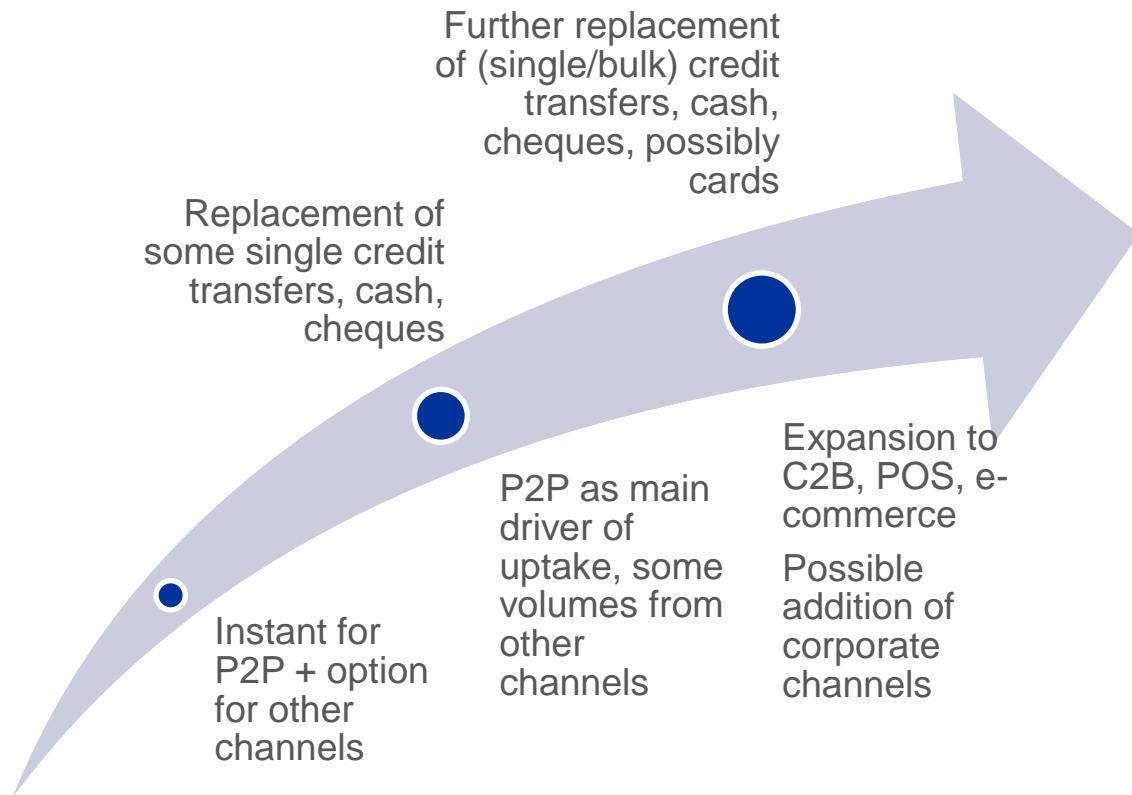 Further replacement
of (single/bulk) credit
transfers, cash,
cheques, possibly
cards
Replacement of
some single credit
transfers, cash,
cheques
Expansion to
C2B, POS, e-
commerce
Possible
addition of
corporate
channels
P2P as main
driver of
uptake, some
volumes from
other
channels
Instant for
P2P + option
for other
channels